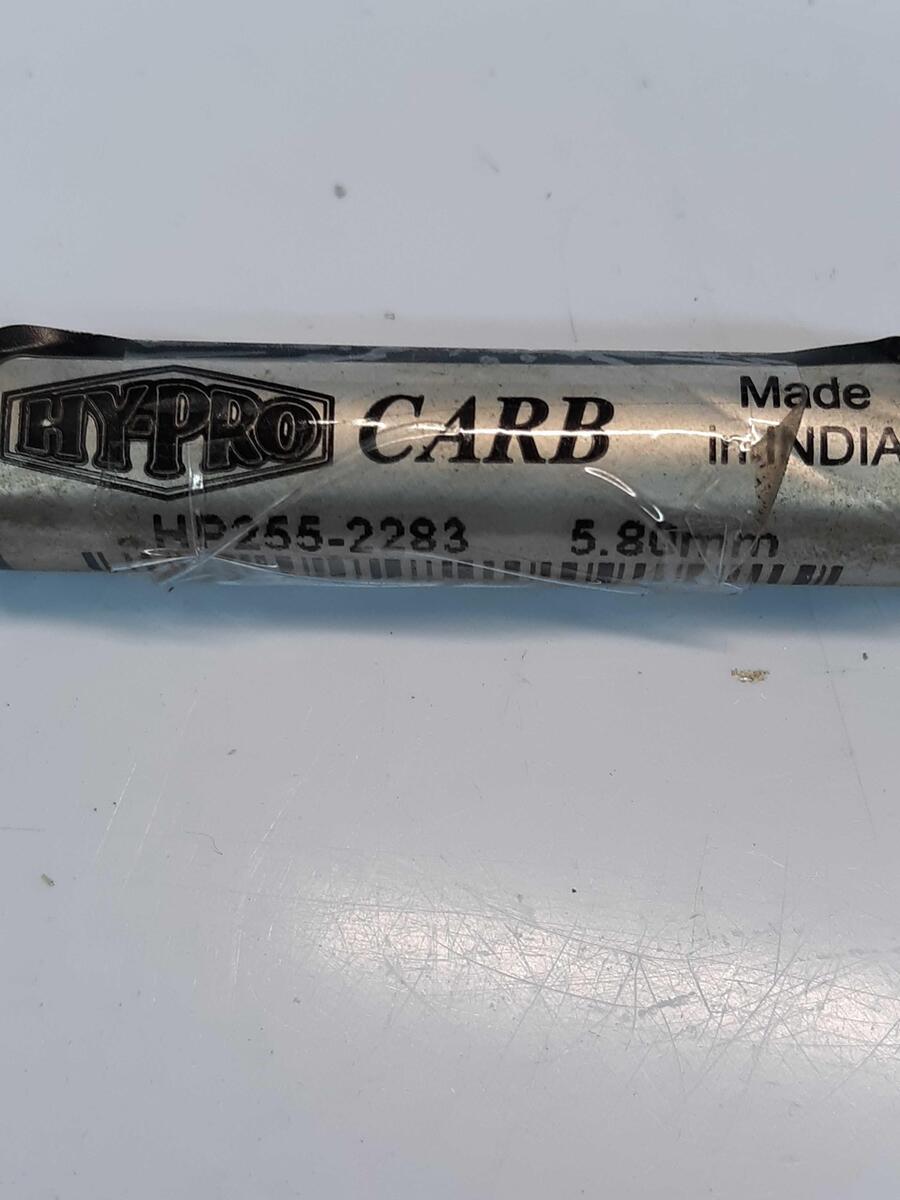 HY-PRO CARB
Made
in INDIA
HP255-2283 5.80mm